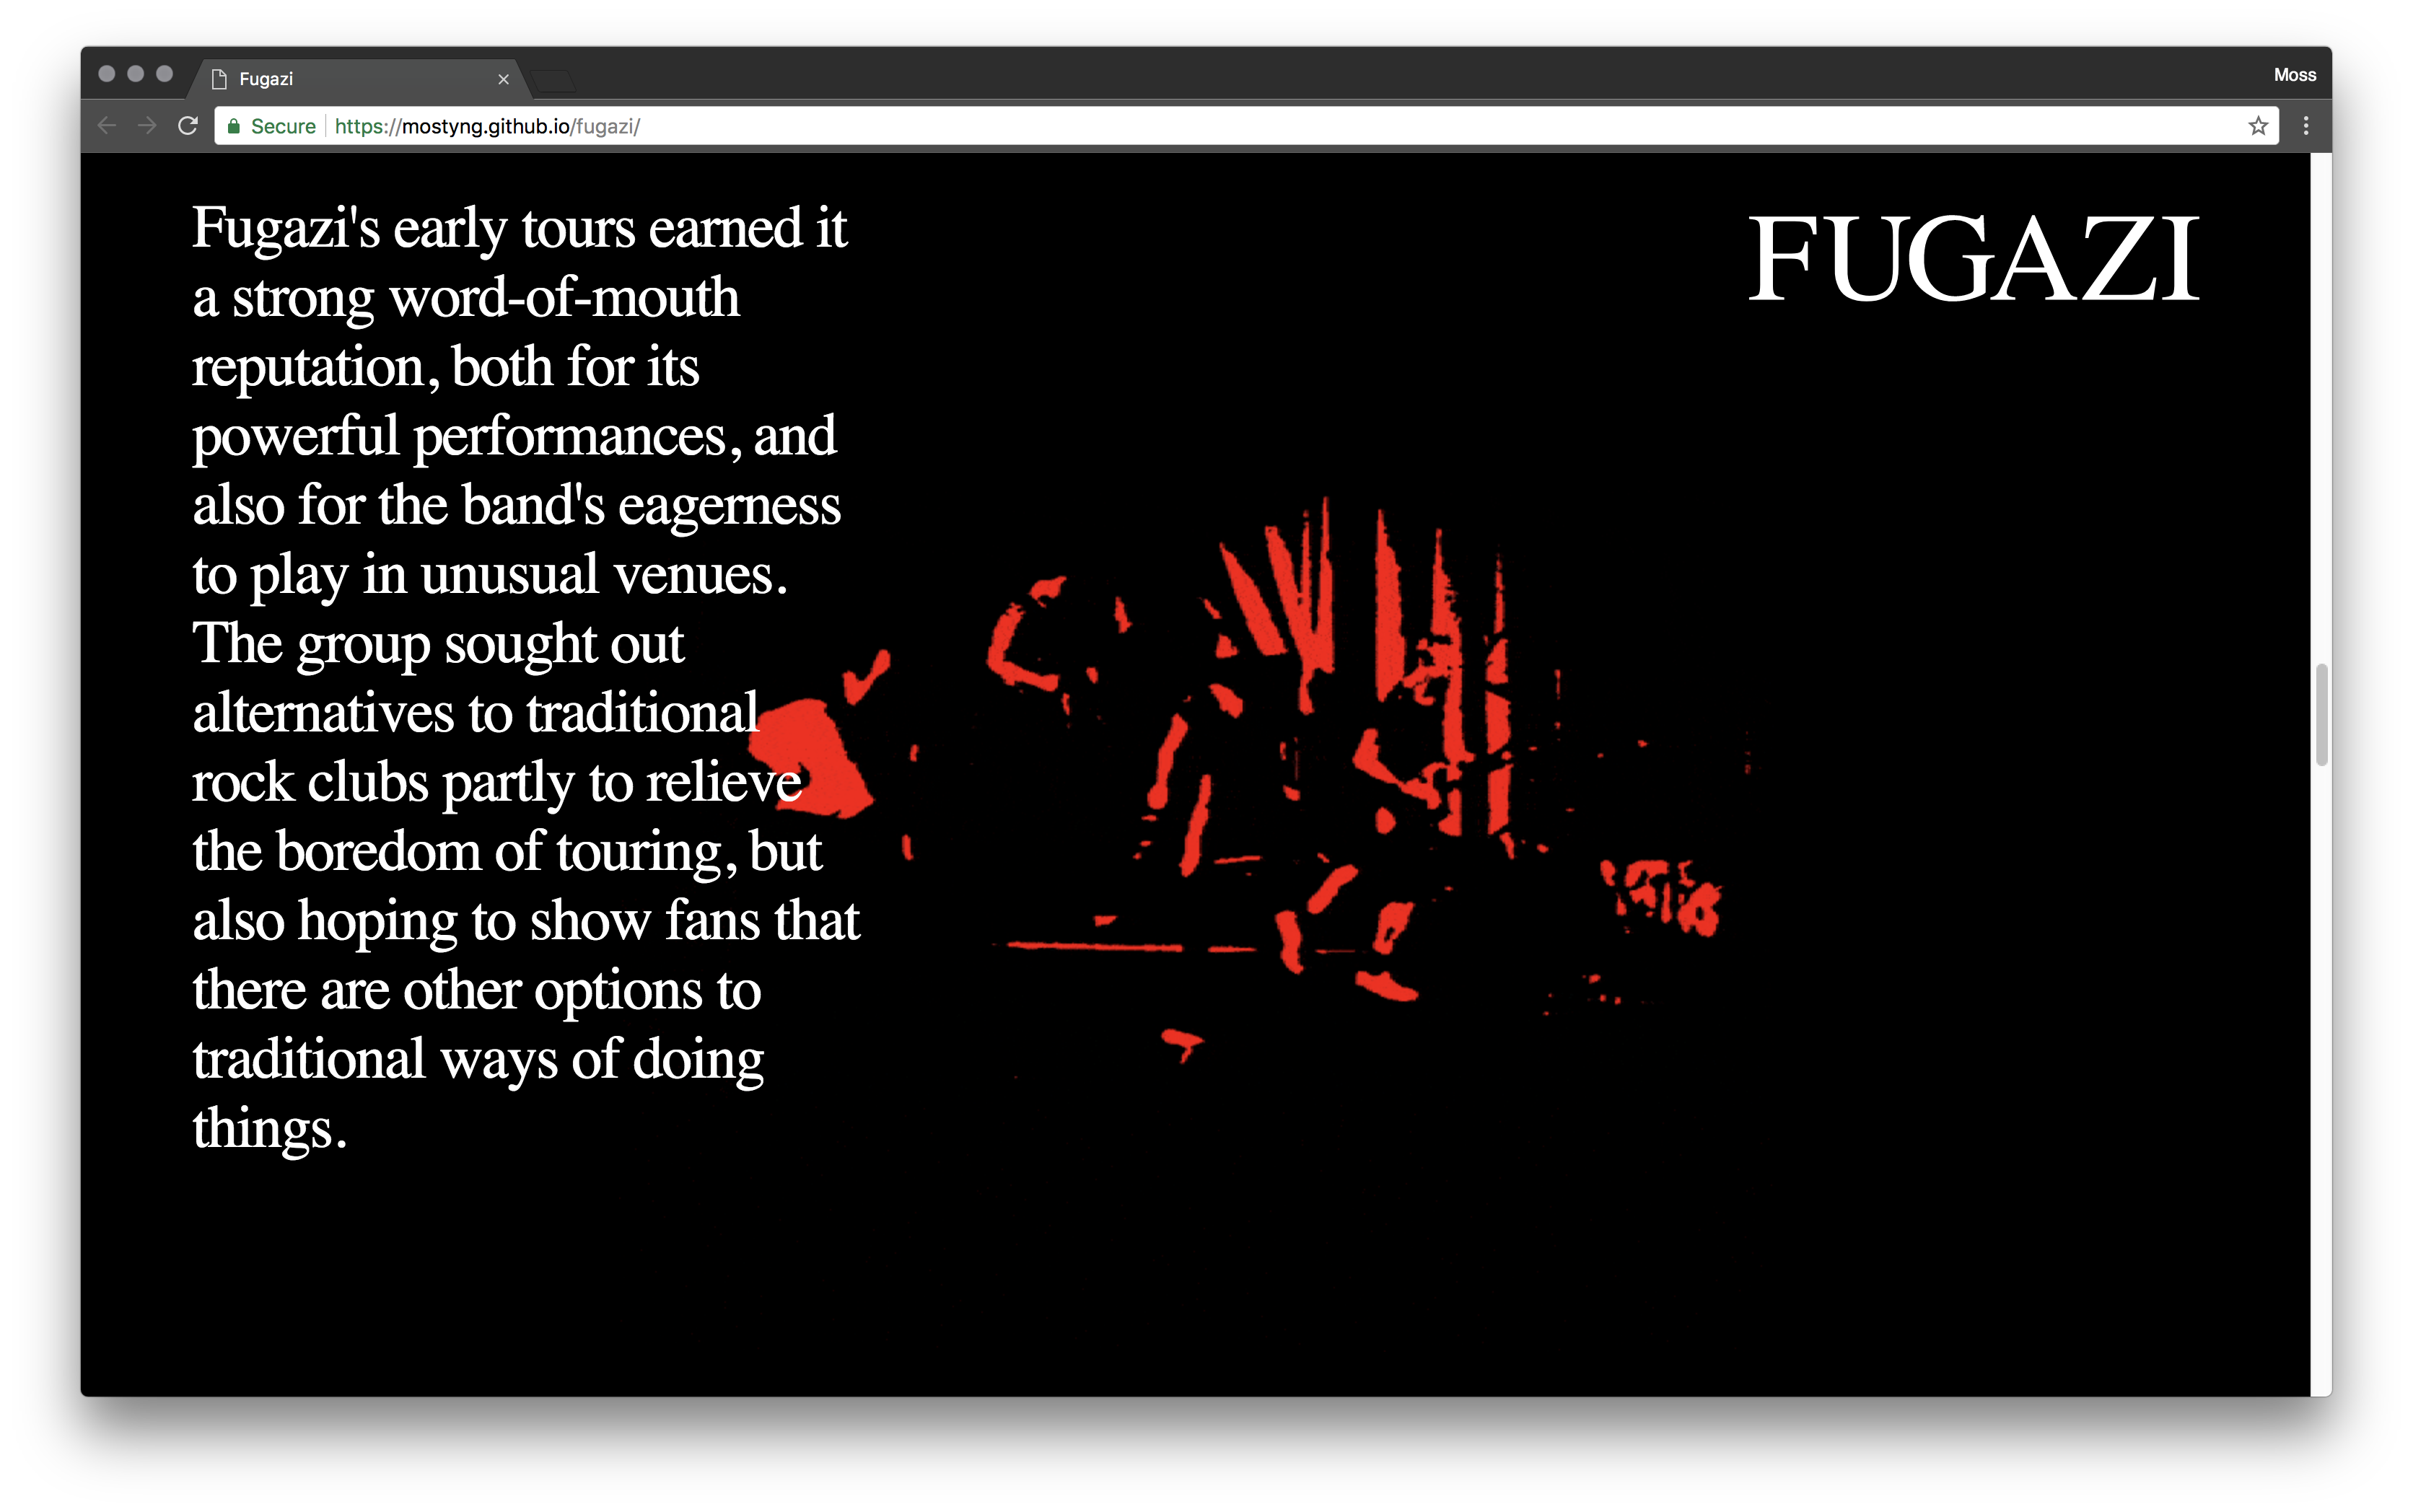 Fugazi
Moss
Secure
https://mostyng.github.io/fugazi/
Fugazi's early tours earned it
a strong word-of-mouth
reputation, both for its
powerful performances, and
also for the band's eagerness
to play in unusual venues.
The group sought out
alternatives to traditional
rock clubs partly to relieve
the boredom of touring, but
also hoping to show fans that
there are other options to
traditional ways of doing
things.
FUGAZI